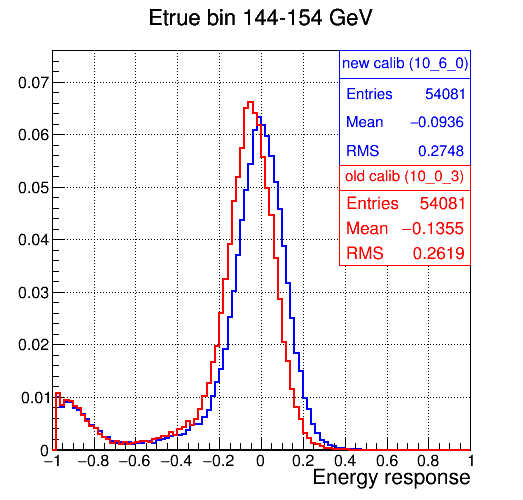 Etrue bin 144-154 GeV
new calib (10_6_0)
Entries 54081
Mean −0.0936
RMS 0.2748
old calib (10_0_3)
Entries 54081
Mean −0.1355
RMS 0.2619
0.07
0.06
0.05
0.04
0.03
0.02
0.01
0
−1 −0.8 −0.6 −0.4 −0.2 0 0.2 0.4 0.6 0.8 1
Energy response